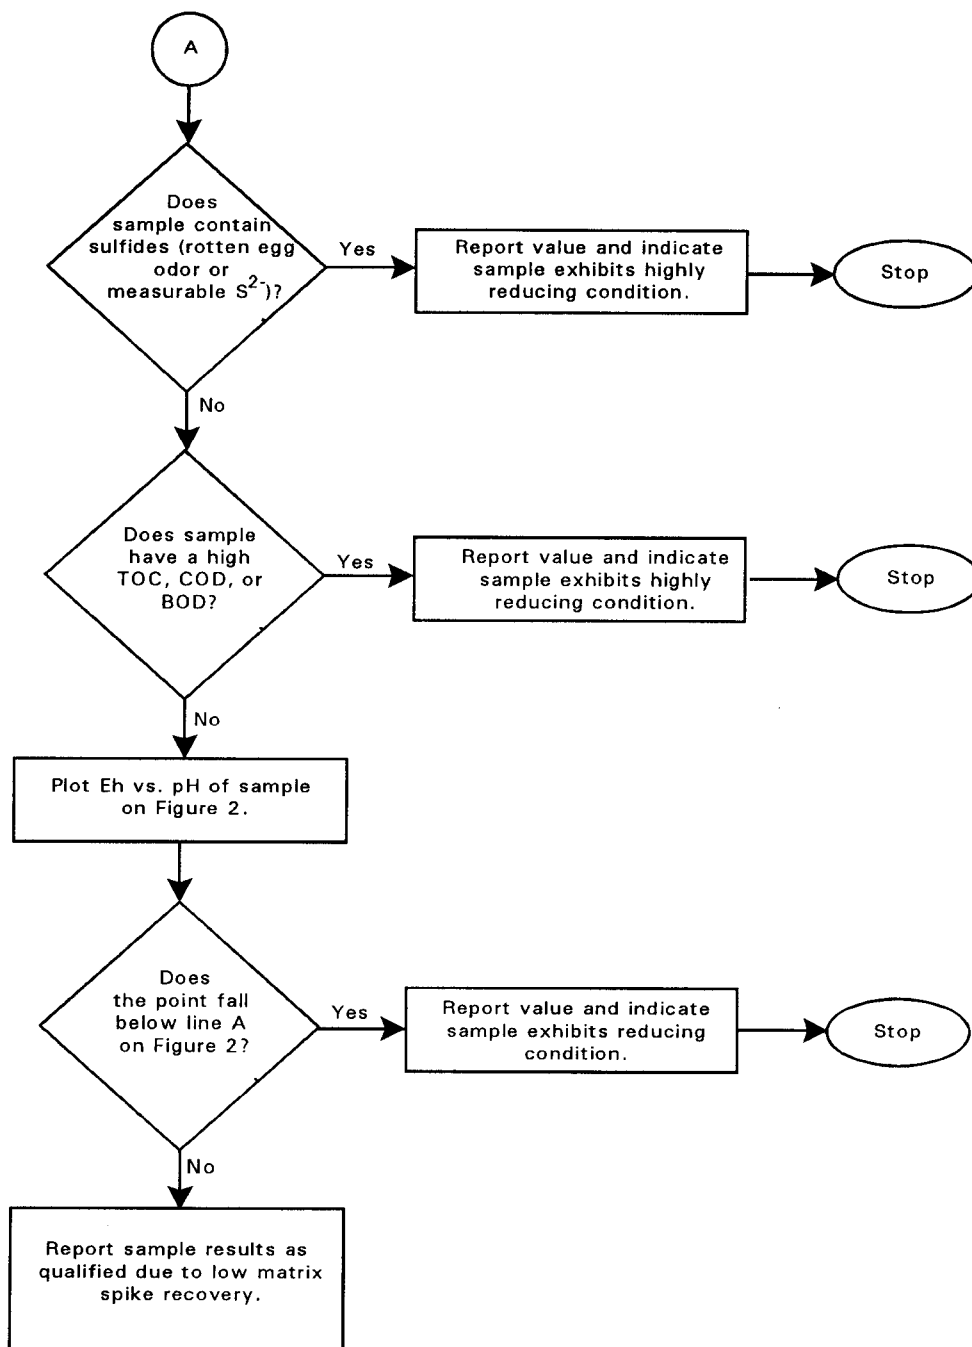 A
Does
sample contain
sulfides (rotten egg
odor or
measurable S²⁻)?
Yes
Report value and indicate
sample exhibits highly
reducing condition.
Stop
No
Does sample
have a high
TOC, COD, or
BOD?
Yes
Report value and indicate
sample exhibits highly
reducing condition.
Stop
No
Plot Eh vs. pH of sample
on Figure 2.
Does
the point fall
below line A
on Figure 2?
Yes
Report value and indicate
sample exhibits reducing
condition.
Stop
No
Report sample results as
qualified due to low matrix
spike recovery.